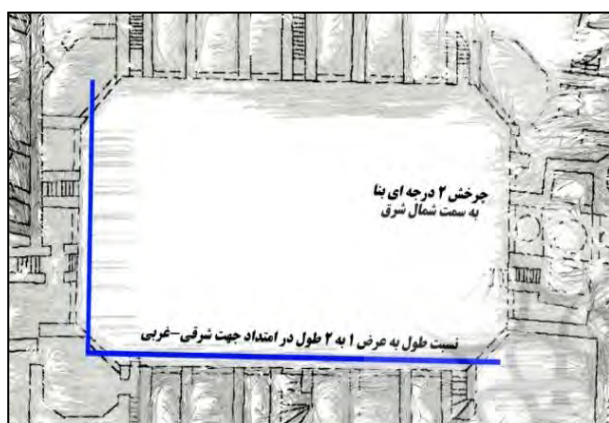 چرخش ۲ درجه ای بنا
به سمت شمال شرق
نسبت طول به عرض ۱ به ۲ طول در امتداد جهت شرقی-غربی